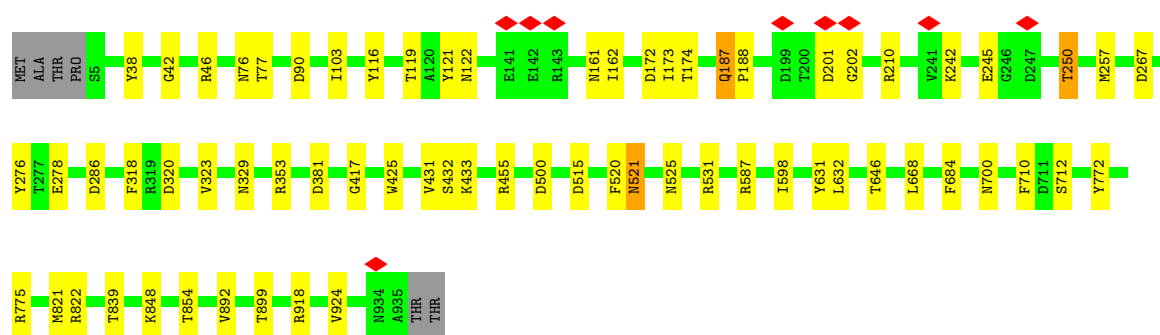 MET ALA THR PRO S5 Y38 G42 R46 N76 T77 D90 I103 Y116 T119 A120 Y121 N122 E141 E142 R143 N161 I162 D172 I173 T174 Q187 P188 D199 T200 D201 G202 R210 V241 K242 E245 G246 D247 T250 M257 D267
Y276 T277 E278 D286 F318 R319 D320 V323 N329 R353 D381 G417 W425 V431 S432 K433 R455 D500 D515 F520 N521 N525 R531 R587 I598 Y631 L632 T646 L668 F684 N700 F710 D711 S712 Y772
R775 M821 R822 T839 K848 T854 V892 T899 R918 V924 N934 A935 THR THR